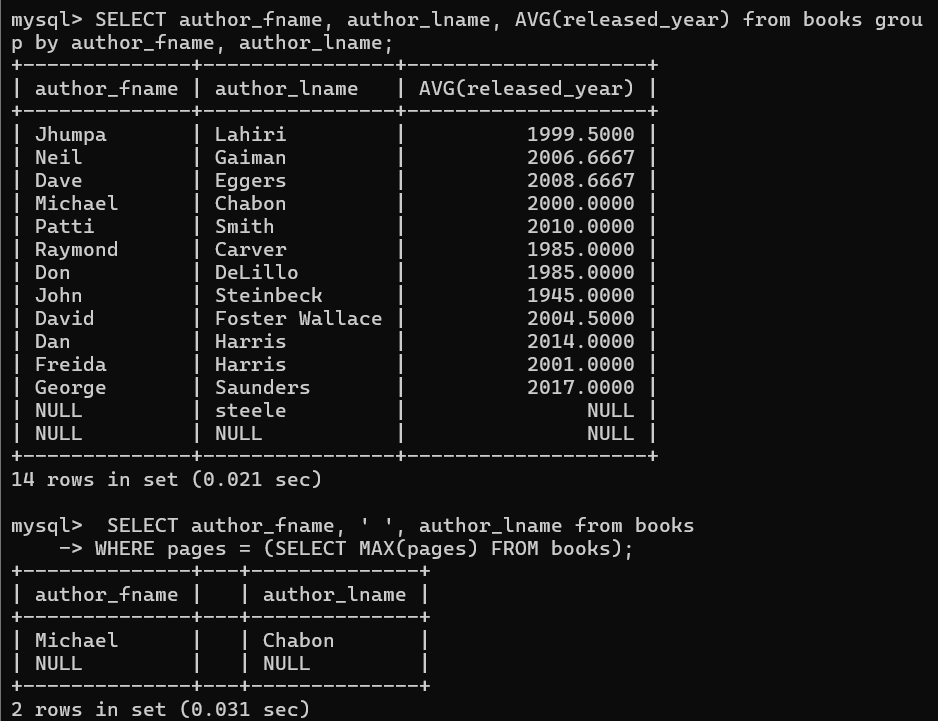 mysql> SELECT author_fname, author_lname, AVG(released_year) from books grou
p by author_fname, author_lname;
+--------------+----------------+--------------------+
| author_fname | author_lname   | AVG(released_year) |
+--------------+----------------+--------------------+
| Jhumpa       | Lahiri         |          1999.5000 |
| Neil         | Gaiman         |          2006.6667 |
| Dave         | Eggers         |          2008.6667 |
| Michael      | Chabon         |          2000.0000 |
| Patti        | Smith          |          2010.0000 |
| Raymond      | Carver         |          1985.0000 |
| Don          | DeLillo        |          1985.0000 |
| John         | Steinbeck      |          1945.0000 |
| David        | Foster Wallace |          2004.5000 |
| Dan          | Harris         |          2014.0000 |
| Freida       | Harris         |          2001.0000 |
| George       | Saunders       |          2017.0000 |
| NULL         | steele         |               NULL |
| NULL         | NULL           |               NULL |
+--------------+----------------+--------------------+
14 rows in set (0.021 sec)

mysql>  SELECT author_fname, ' ', author_lname from books
    -> WHERE pages = (SELECT MAX(pages) FROM books);
+--------------+---+--------------+
| author_fname |   | author_lname |
+--------------+---+--------------+
| Michael      |   | Chabon       |
| NULL         |   | NULL         |
+--------------+---+--------------+
2 rows in set (0.031 sec)